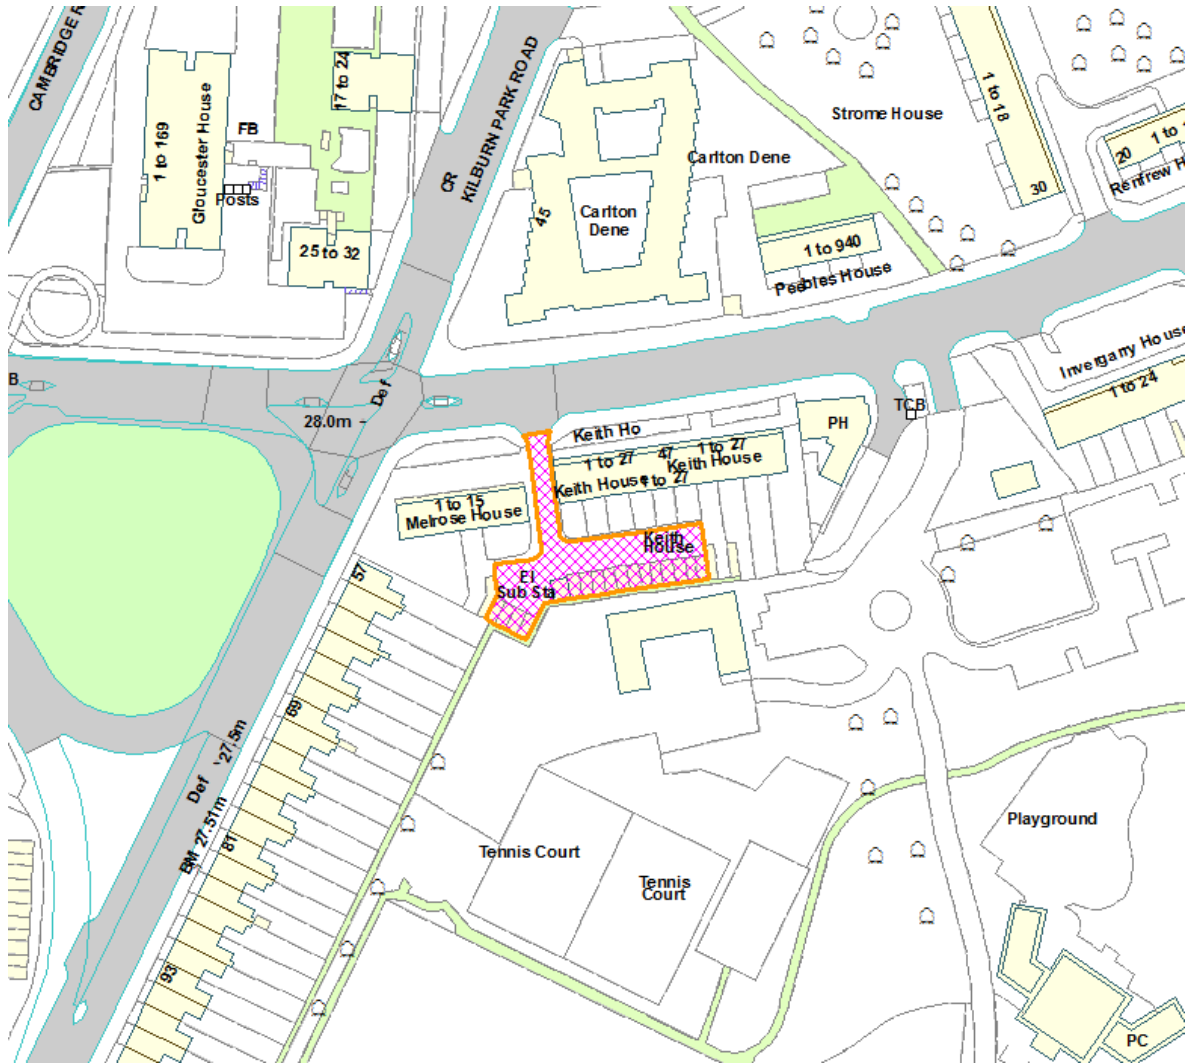 CAMBRIDGE R
1 to 169
Gloucester House
FB
Posts
17 to 24
25 to 32
CR
KILBURN PARK ROAD
45
Carlton
Dene
Carlton Dene
Strome House
1 to 18
30
20
1 to 1
Renfrew H
1 to 940
Peebles House
Invergarry House
1 to 24
B
28.0m
Def
TCB
PH
Keith Ho
1 to 27
47
1 to 27
Keith House
Keith House
1 to 27
1 to 15
Melrose House
Keith
House
El
Sub Sta
57
69
81
93
Def
27.5m
BM 27.51m
Tennis Court
Tennis
Court
Playground
PC